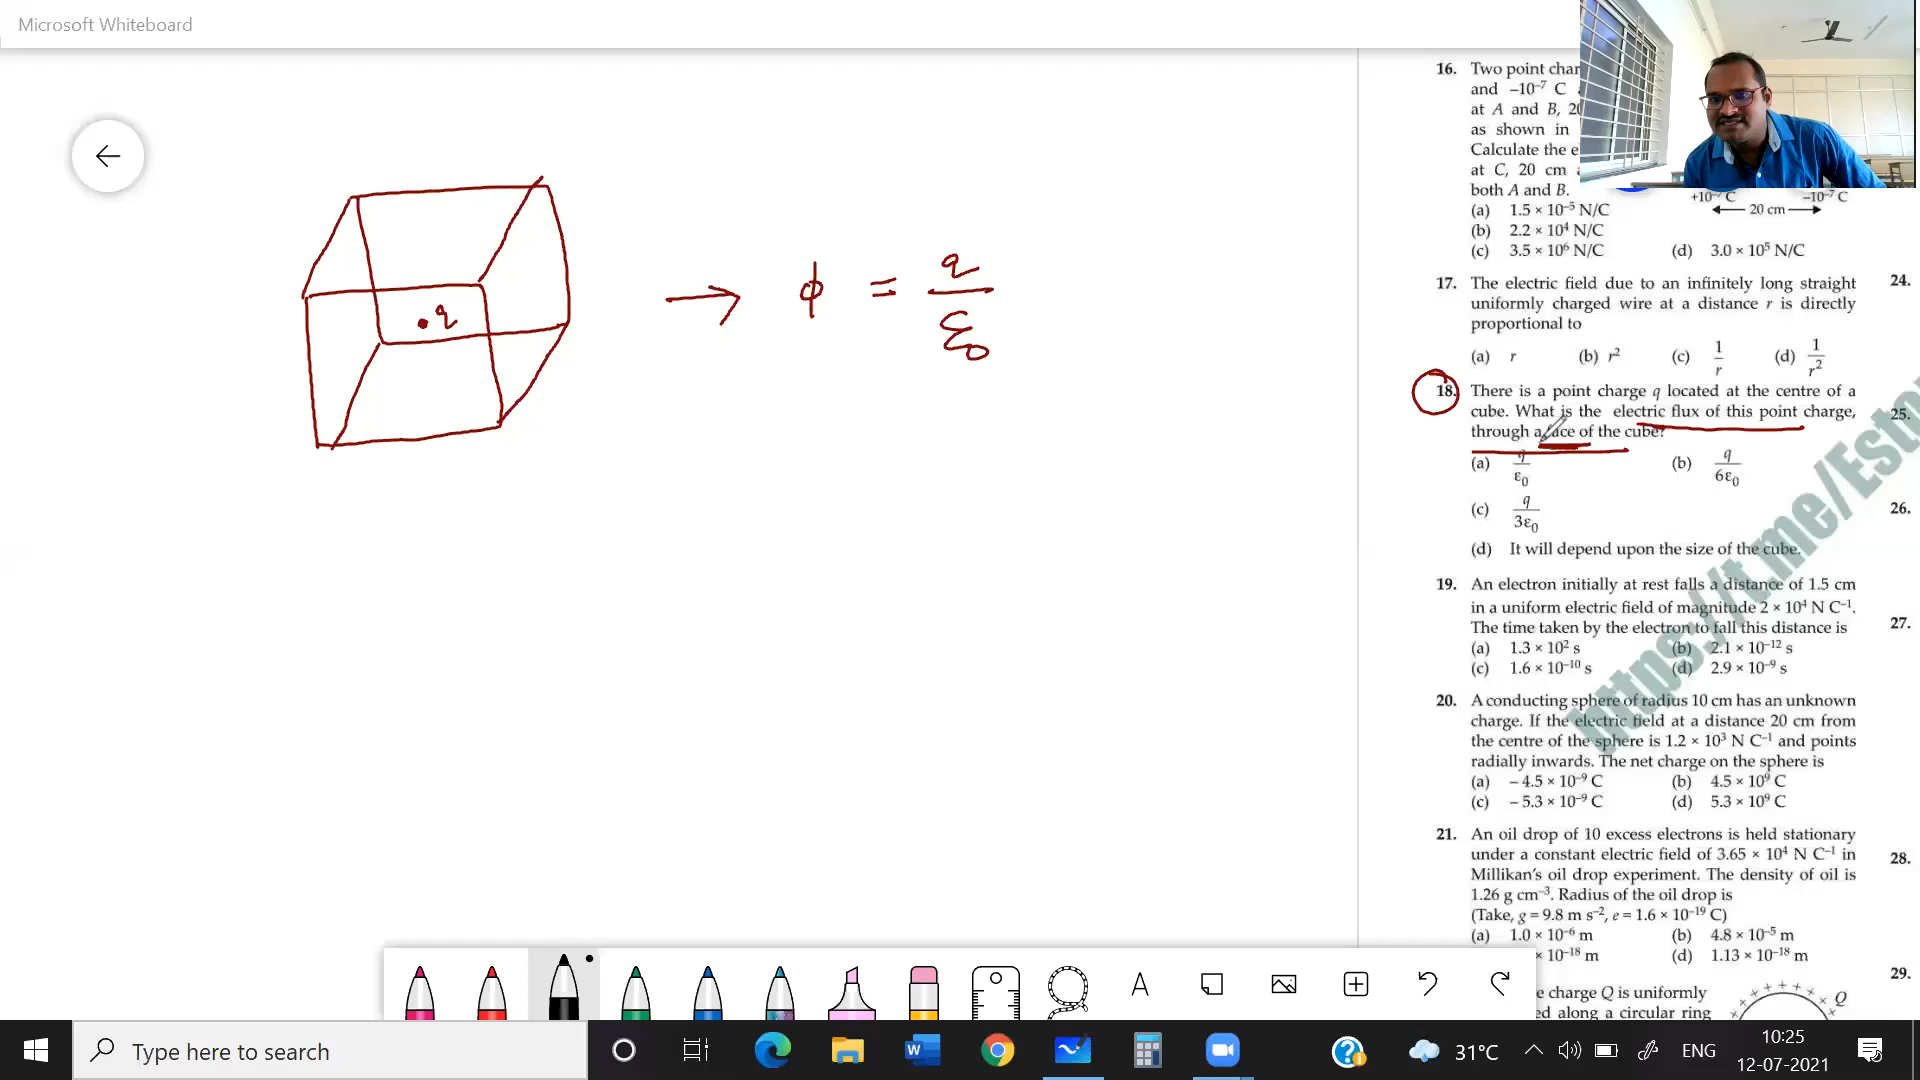 Microsoft Whiteboard
q
ϕ = q/ε0
16. Two point char
and –10⁻⁷ C
at A and B, 20
as shown in
Calculate the e
at C, 20 cm
both A and B.
+10⁻⁷ C –10⁻⁷ C
20 cm
(a) 1.5 × 10⁻⁵ N/C
(b) 2.2 × 10⁴ N/C
(c) 3.5 × 10⁶ N/C (d) 3.0 × 10⁵ N/C
17. The electric field due to an infinitely long straight
uniformly charged wire at a distance r is directly
proportional to
(a) r (b) r² (c) 1/r (d) 1/r²
18. There is a point charge q located at the centre of a
cube. What is the electric flux of this point charge,
through a face of the cube?
(a) q/ε0 (b) q/6ε0
(c) q/3ε0
(d) It will depend upon the size of the cube.
19. An electron initially at rest falls a distance of 1.5 cm
in a uniform electric field of magnitude 2 × 10⁴ N C⁻¹.
The time taken by the electron to fall this distance is
(a) 1.3 × 10² s (b) 2.1 × 10⁻¹² s
(c) 1.6 × 10⁻¹⁰ s (d) 2.9 × 10⁻⁹ s
20. A conducting sphere of radius 10 cm has an unknown
charge. If the electric field at a distance 20 cm from
the centre of the sphere is 1.2 × 10³ N C⁻¹ and points
radially inwards. The net charge on the sphere is
(a) – 4.5 × 10⁻⁹ C (b) 4.5 × 10⁹ C
(c) – 5.3 × 10⁻⁹ C (d) 5.3 × 10⁹ C
21. An oil drop of 10 excess electrons is held stationary
under a constant electric field of 3.65 × 10⁴ N C⁻¹ in
Millikan's oil drop experiment. The density of oil is
1.26 g cm⁻³. Radius of the oil drop is
(Take, g = 9.8 m s⁻², e = 1.6 × 10⁻¹⁹ C)
(a) 1.0 × 10⁻⁶ m (b) 4.8 × 10⁻⁵ m
× 10⁻¹⁸ m (d) 1.13 × 10⁻¹⁸ m
e charge Q is uniformly
ed along a circular ring
Q
24.
25.
26.
27.
28.
29.
https://t.me/Estor
Type here to search
31°C
ENG
10:25
12-07-2021